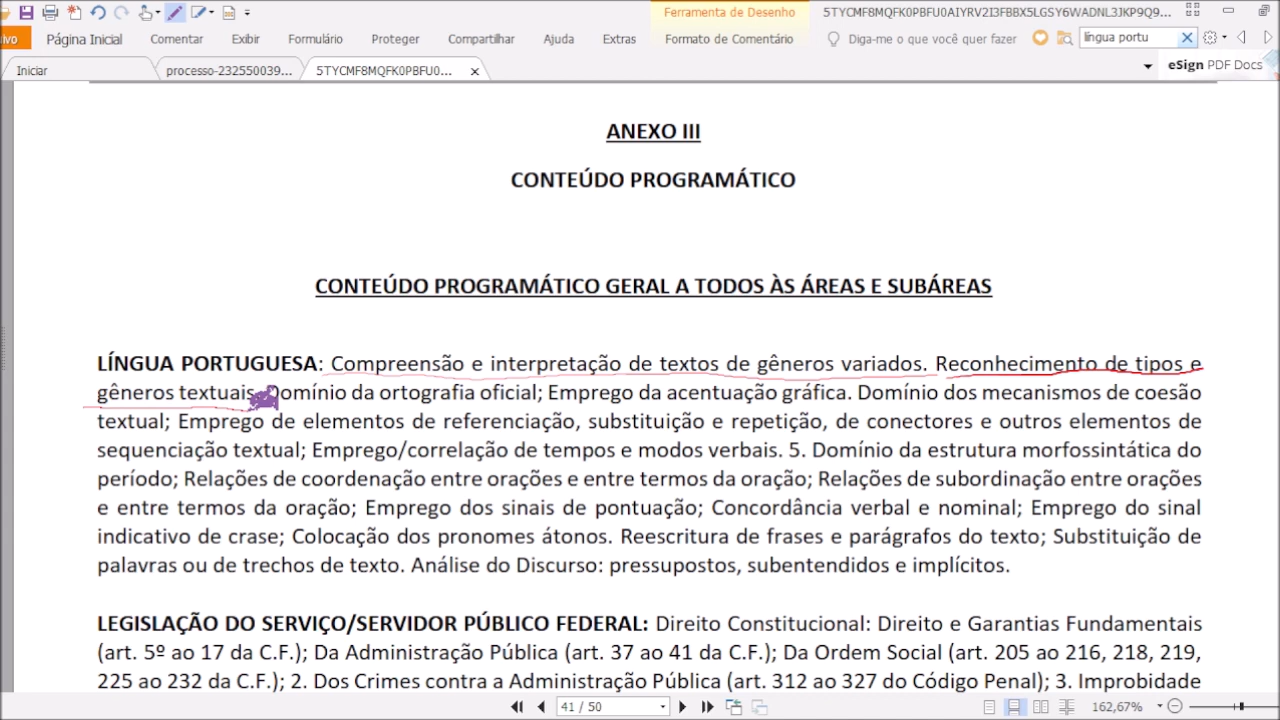 Ferramenta de Desenho
5TYCMF8MQFK0PBFU0AIYRV2I3FBBX5LGSY6WADNL3JKP9Q9...
ivo Página Inicial Comentar Exibir Formulário Proteger Compartilhar Ajuda Extras Formato de Comentário Diga-me o que você quer fazer língua portu
Iniciar processo-232550039... 5TYCMF8MQFK0PBFU0... eSign PDF Docs
ANEXO III
CONTEÚDO PROGRAMÁTICO
CONTEÚDO PROGRAMÁTICO GERAL A TODOS ÀS ÁREAS E SUBÁREAS
LÍNGUA PORTUGUESA: Compreensão e interpretação de textos de gêneros variados. Reconhecimento de tipos e
gêneros textuais. Domínio da ortografia oficial; Emprego da acentuação gráfica. Domínio dos mecanismos de coesão
textual; Emprego de elementos de referenciação, substituição e repetição, de conectores e outros elementos de
sequenciação textual; Emprego/correlação de tempos e modos verbais. 5. Domínio da estrutura morfossintática do
período; Relações de coordenação entre orações e entre termos da oração; Relações de subordinação entre orações
e entre termos da oração; Emprego dos sinais de pontuação; Concordância verbal e nominal; Emprego do sinal
indicativo de crase; Colocação dos pronomes átonos. Reescritura de frases e parágrafos do texto; Substituição de
palavras ou de trechos de texto. Análise do Discurso: pressupostos, subentendidos e implícitos.
LEGISLAÇÃO DO SERVIÇO/SERVIDOR PÚBLICO FEDERAL: Direito Constitucional: Direito e Garantias Fundamentais
(art. 5º ao 17 da C.F.); Da Administração Pública (art. 37 ao 41 da C.F.); Da Ordem Social (art. 205 ao 216, 218, 219,
225 ao 232 da C.F.); 2. Dos Crimes contra a Administração Pública (art. 312 ao 327 do Código Penal); 3. Improbidade
41 / 50 162,67%